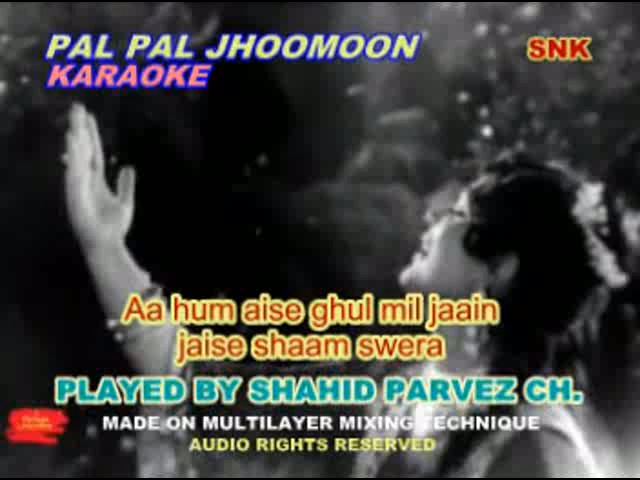 PAL PAL JHOOMOON
SNK
KARAOKE
Aa hum aise ghul mil jaain
jaise shaam swera
PLAYED BY SHAHID PARVEZ CH.
MADE ON MULTILAYER MIXING TECHNIQUE
AUDIO RIGHTS RESERVED